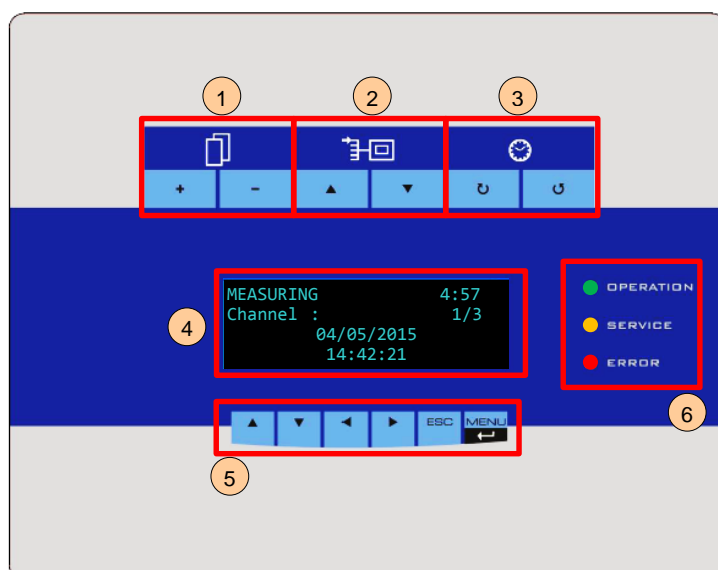 1 2 3
+ -
MEASURING 4:57
Channel : 1/3
04/05/2015
14:42:21
4
OPERATION
SERVICE
ERROR
6
ESC MENU
5